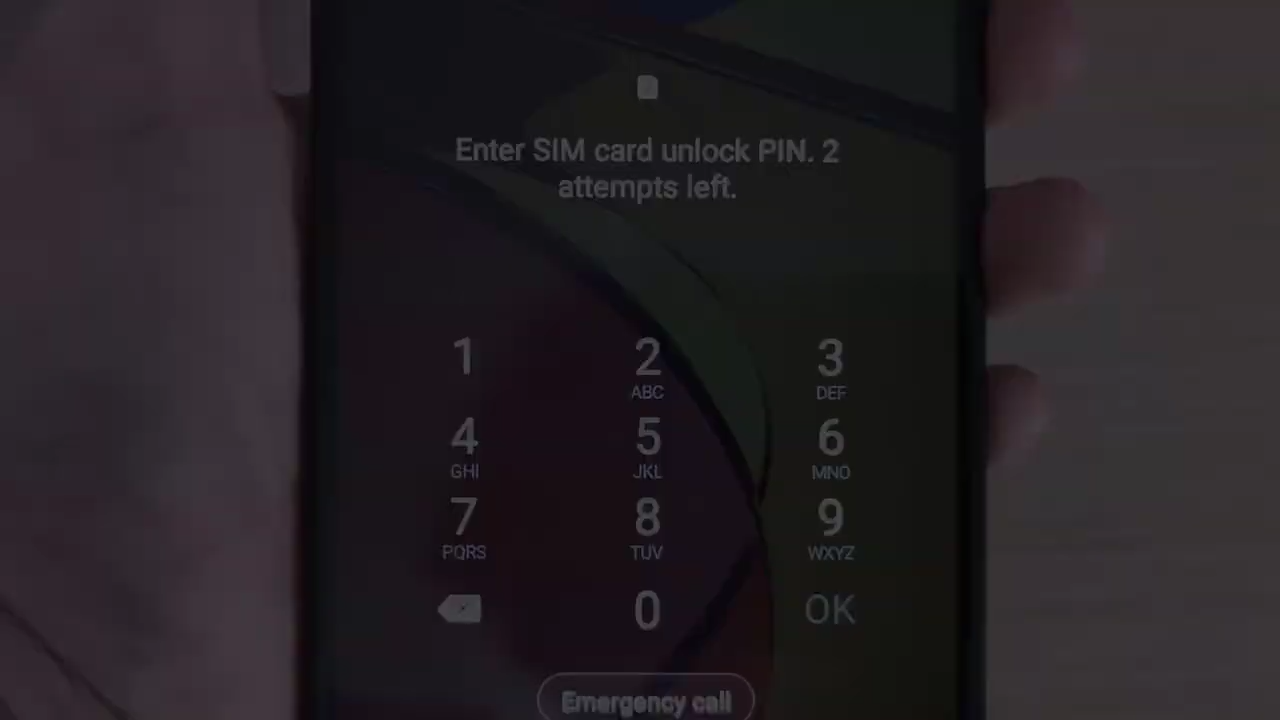 Enter SIM card unlock PIN. 2
attempts left.
1 2 3
ABC DEF
4 5 6
GHI JKL MNO
7 8 9
PQRS TUV WXYZ
0 OK
Emergency call